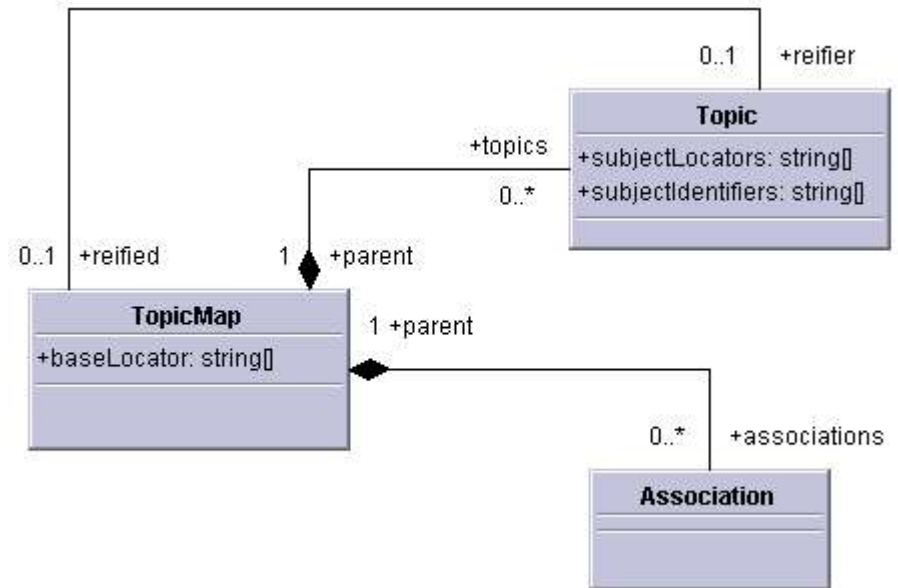 0..1 +reifier
Topic
+topics
+subjectLocators: string[]
0..*
+subjectIdentifiers: string[]
0..1 +reified
1 +parent
TopicMap
1 +parent
+baseLocator: string[]
0..* +associations
Association